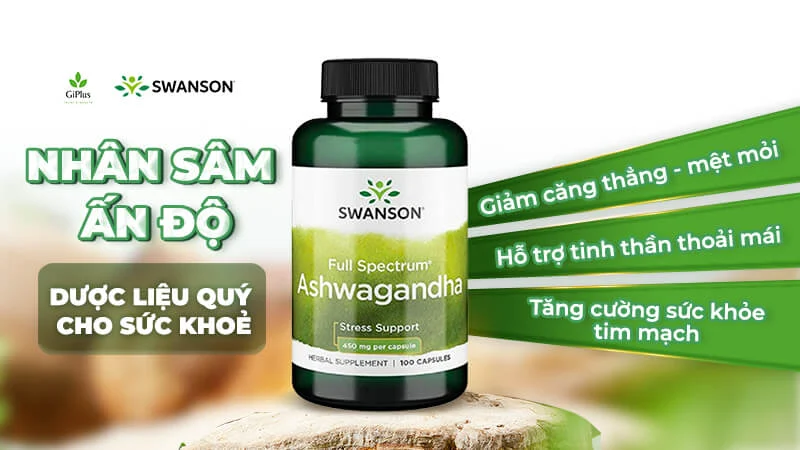 GiPlus
SWANSON
NHÂN SÂM
ẤN ĐỘ
DƯỢC LIỆU QUÝ
CHO SỨC KHOẺ
SWANSON®
Full Spectrum*
Ashwagandha
Stress Support
450 mg per capsule
HERBAL SUPPLEMENT | 100 CAPSULES
Giảm căng thẳng - mệt mỏi
Hỗ trợ tinh thần thoải mái
Tăng cường sức khỏe
tim mạch